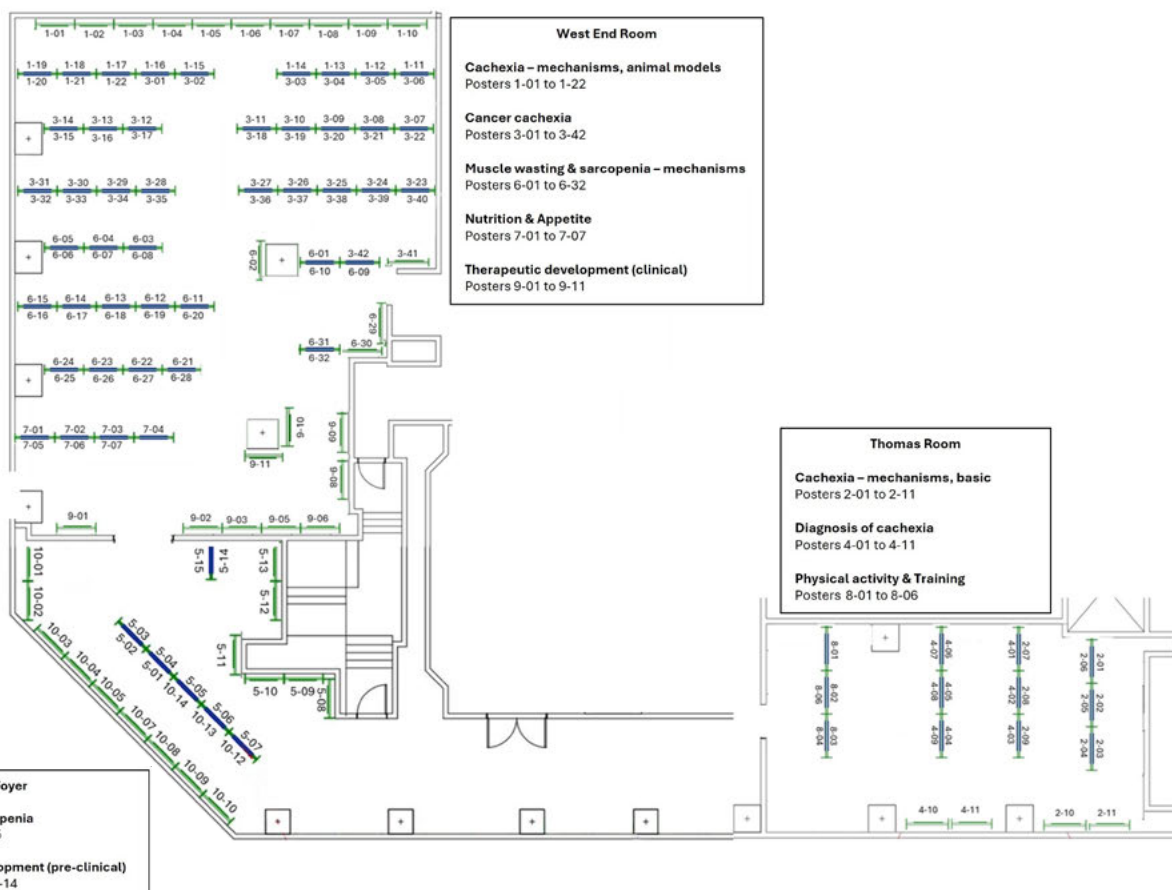 1-01 1-02 1-03 1-04 1-05 1-06 1-07 1-08 1-09 1-10
1-19 1-18 1-17 1-16 1-15 1-14 1-13 1-12 1-11
1-20 1-21 1-22 3-01 3-02 3-03 3-04 3-05 3-06
3-14 3-13 3-12 3-11 3-10 3-09 3-08 3-07
3-15 3-16 3-17 3-18 3-19 3-20 3-21 3-22
3-31 3-30 3-29 3-28 3-27 3-26 3-25 3-24 3-23
3-32 3-33 3-34 3-35 3-36 3-37 3-38 3-39 3-40
6-05 6-04 6-03 6-02 6-01 3-42 3-41
6-06 6-07 6-08 6-10 6-09
6-15 6-14 6-13 6-12 6-11 6-29
6-16 6-17 6-18 6-19 6-20
6-31 6-30
6-32
6-24 6-23 6-22 6-21
6-25 6-26 6-27 6-28
7-01 7-02 7-03 7-04 9-10 9-09
7-05 7-06 7-07
9-11
9-08
9-01 9-02 9-03 9-05 9-06
West End Room
Cachexia – mechanisms, animal models
Posters 1-01 to 1-22
Cancer cachexia
Posters 3-01 to 3-42
Muscle wasting & sarcopenia – mechanisms
Posters 6-01 to 6-32
Nutrition & Appetite
Posters 7-01 to 7-07
Therapeutic development (clinical)
Posters 9-01 to 9-11
10-01 5-15 5-14 5-13
10-02 5-12
5-03 5-04 5-05 5-06 5-07
5-02 5-01 10-14 10-13 10-12
5-11
5-10 5-09 5-08
10-03 10-04 10-05 10-07 10-08 10-09 10-10
Thomas Room
Cachexia – mechanisms, basic
Posters 2-01 to 2-11
Diagnosis of cachexia
Posters 4-01 to 4-11
Physical activity & Training
Posters 8-01 to 8-06
8-01 4-07 4-06 4-01 2-07 2-06 2-01
8-06 8-02 4-08 4-05 4-02 2-08 2-05 2-02
8-04 8-03 4-09 4-04 4-03 2-09 2-04 2-03
4-10 4-11 2-10 2-11
oyer
penia
opment (pre-clinical)
-14